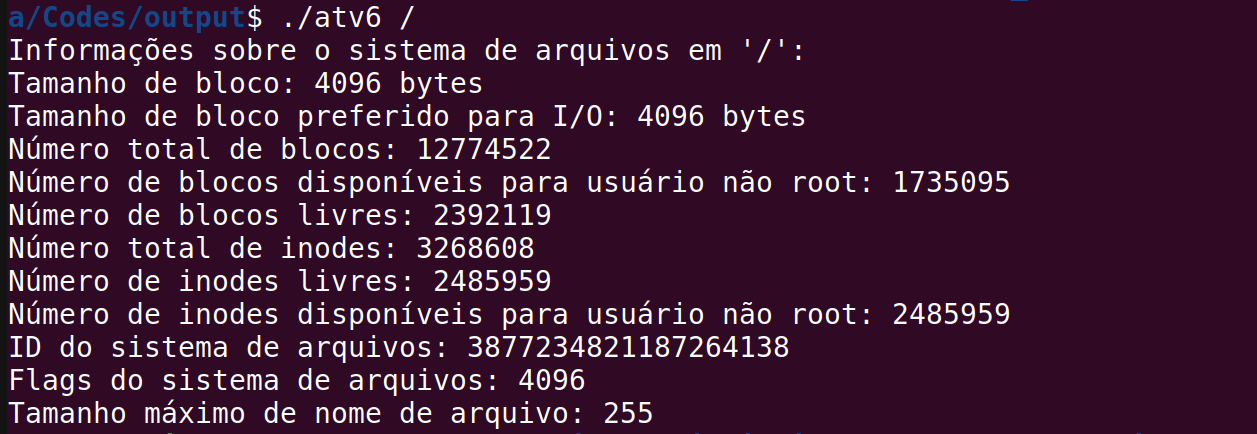 a/Codes/output$ ./atv6 /
Informações sobre o sistema de arquivos em '/':
Tamanho de bloco: 4096 bytes
Tamanho de bloco preferido para I/O: 4096 bytes
Número total de blocos: 12774522
Número de blocos disponíveis para usuário não root: 1735095
Número de blocos livres: 2392119
Número total de inodes: 3268608
Número de inodes livres: 2485959
Número de inodes disponíveis para usuário não root: 2485959
ID do sistema de arquivos: 3877234821187264138
Flags do sistema de arquivos: 4096
Tamanho máximo de nome de arquivo: 255